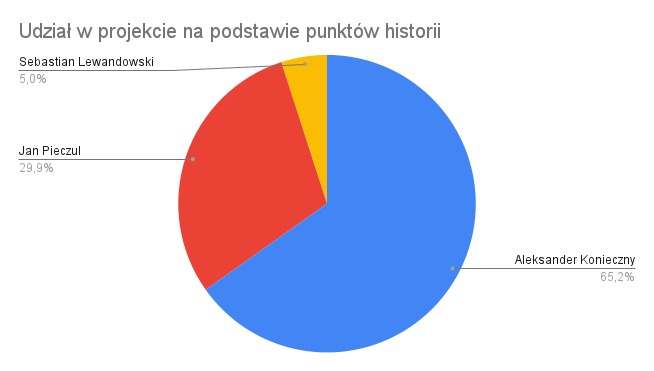 Udział w projekcie na podstawie punktów historii
Sebastian Lewandowski
5,0%
Jan Pieczul
29,9%
Aleksander Konieczny
65,2%